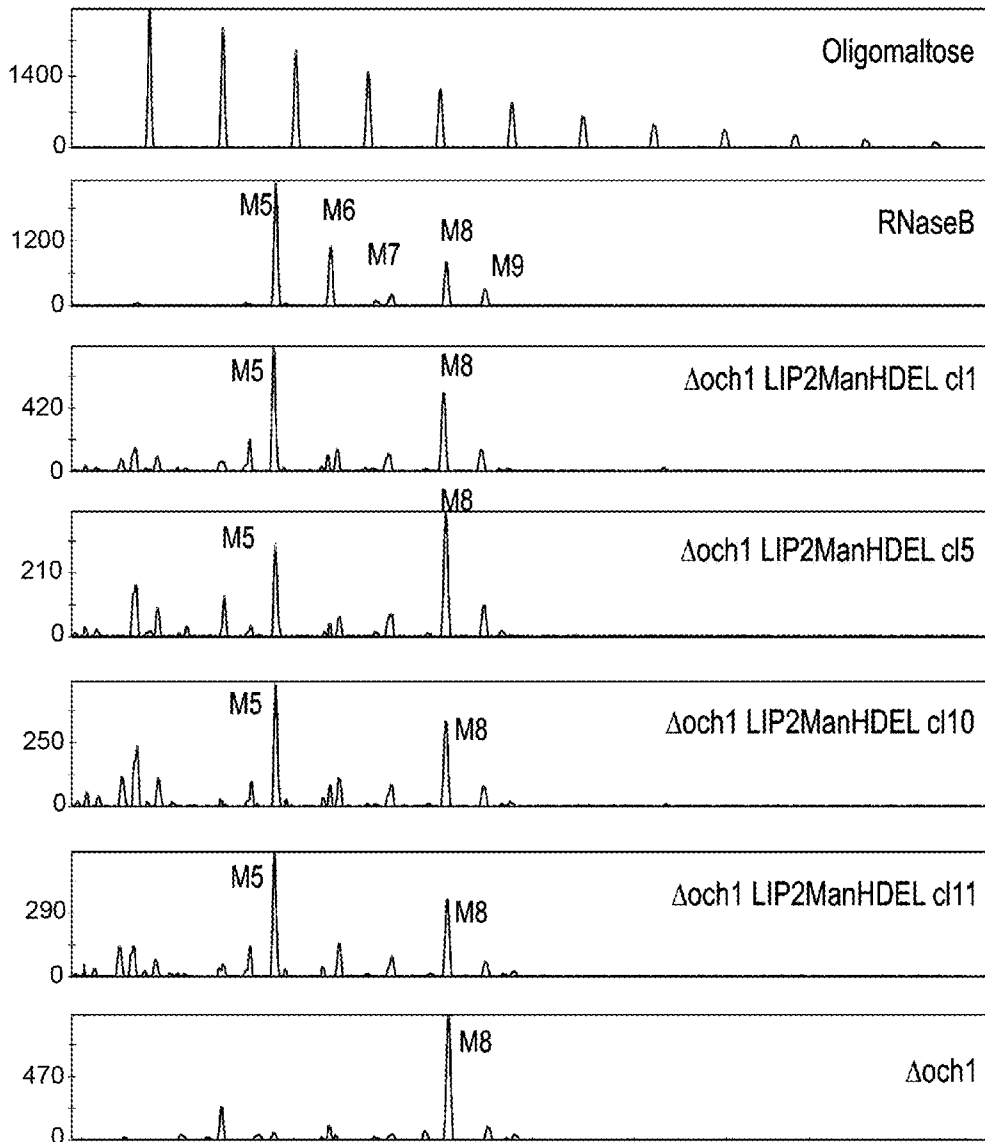 Oligomaltose
1400
0
M5
M6
M7
M8
M9
RNaseB
1200
0
M5
M8
Δoch1 LIP2ManHDEL cl1
420
0
M5
M8
Δoch1 LIP2ManHDEL cl5
210
0
M5
M8
Δoch1 LIP2ManHDEL cl10
250
0
M5
M8
Δoch1 LIP2ManHDEL cl11
290
0
M8
Δoch1
470
0